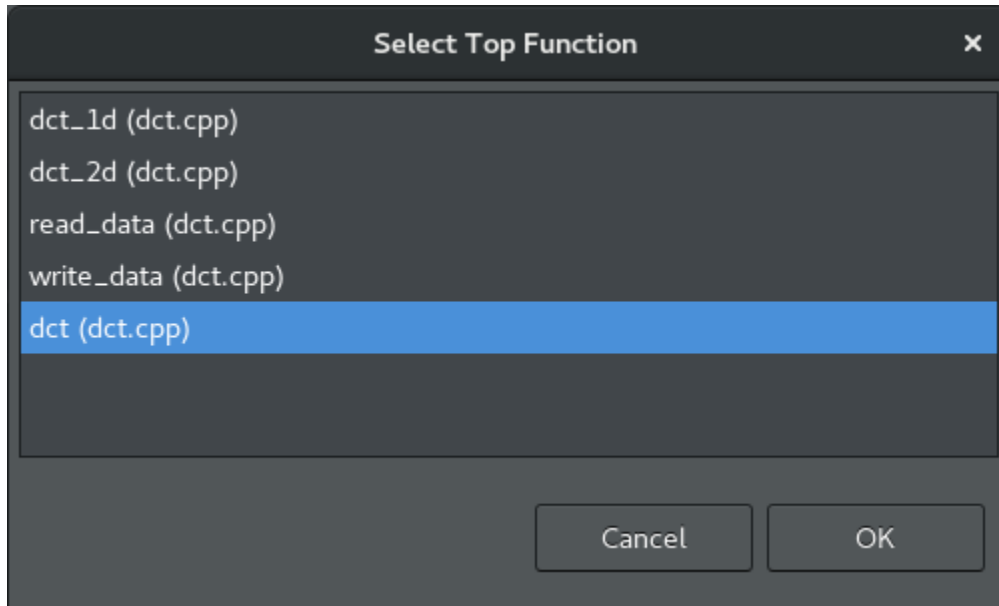 Select Top Function ×
dct_1d (dct.cpp)
dct_2d (dct.cpp)
read_data (dct.cpp)
write_data (dct.cpp)
dct (dct.cpp)
Cancel OK